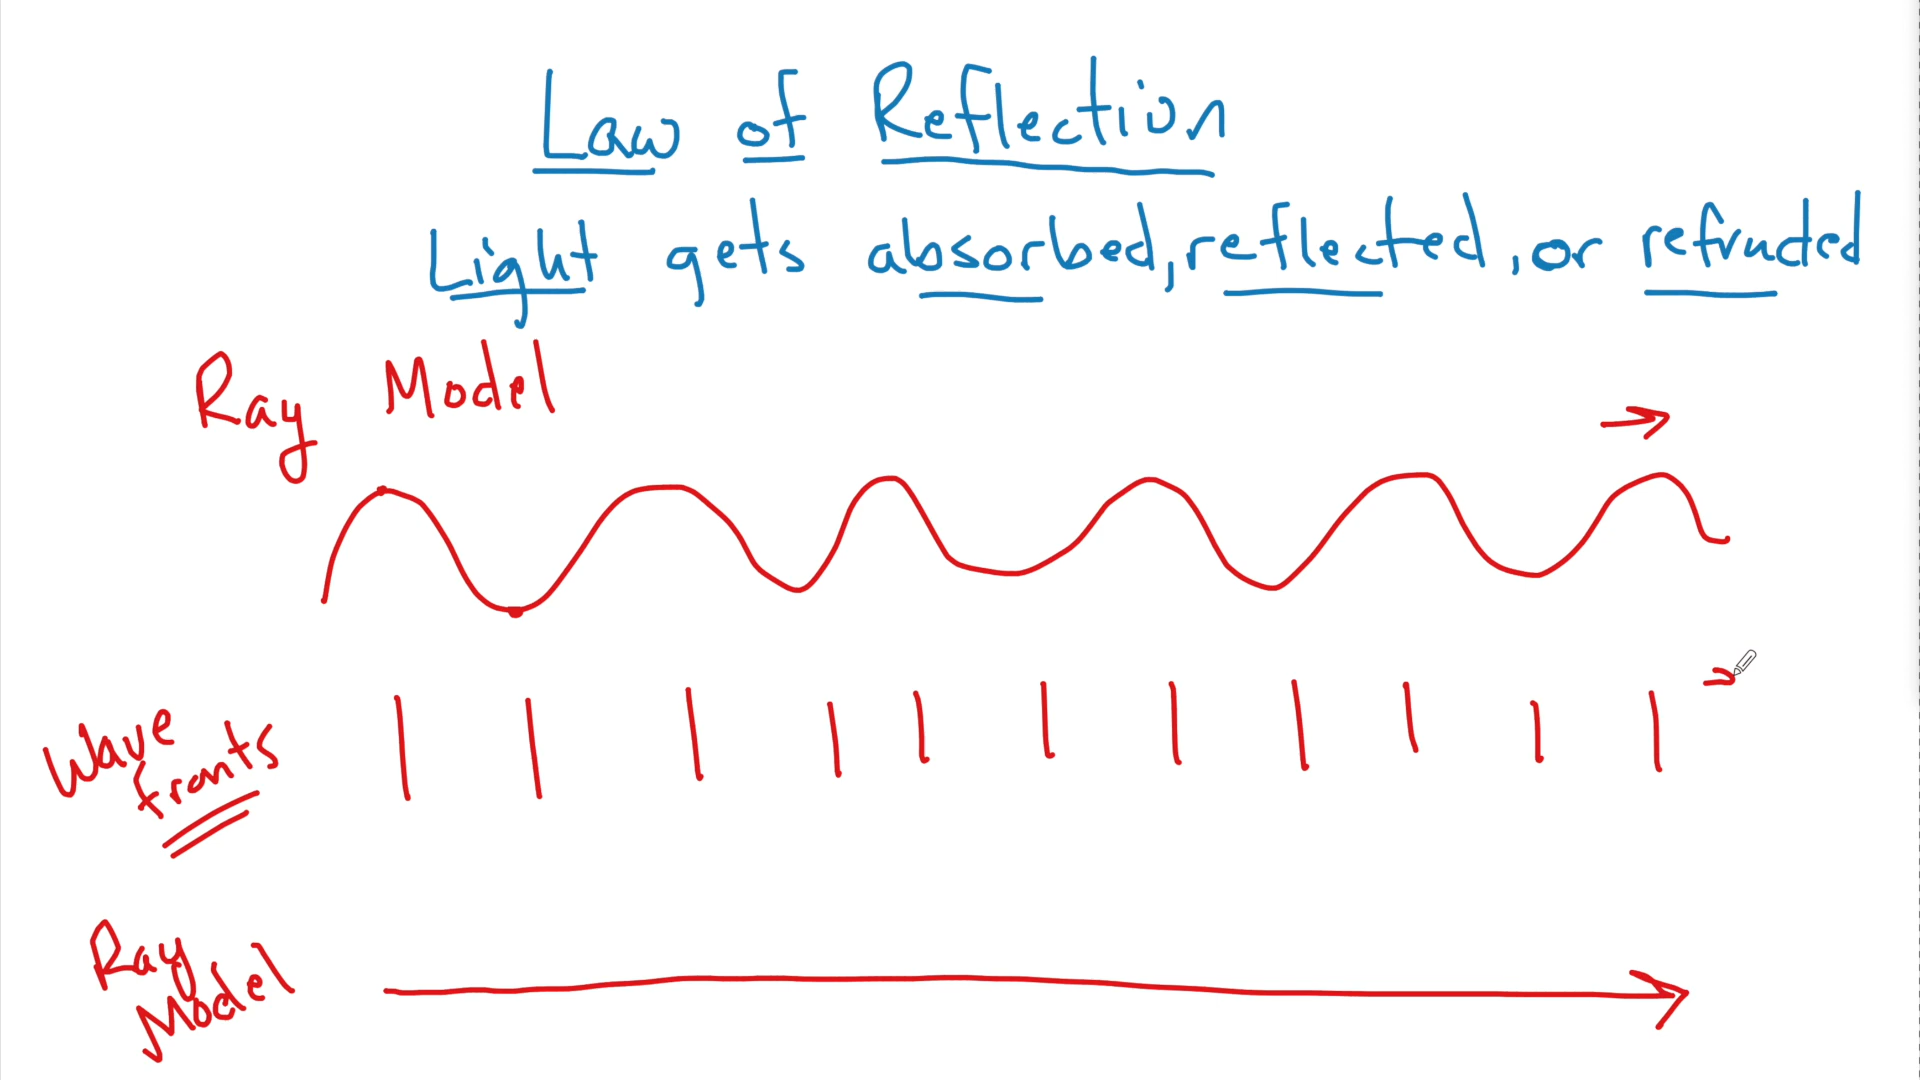 Law of Reflection
Light gets absorbed, reflected, or refracted
Ray Model
Wave
fronts
Ray
Model